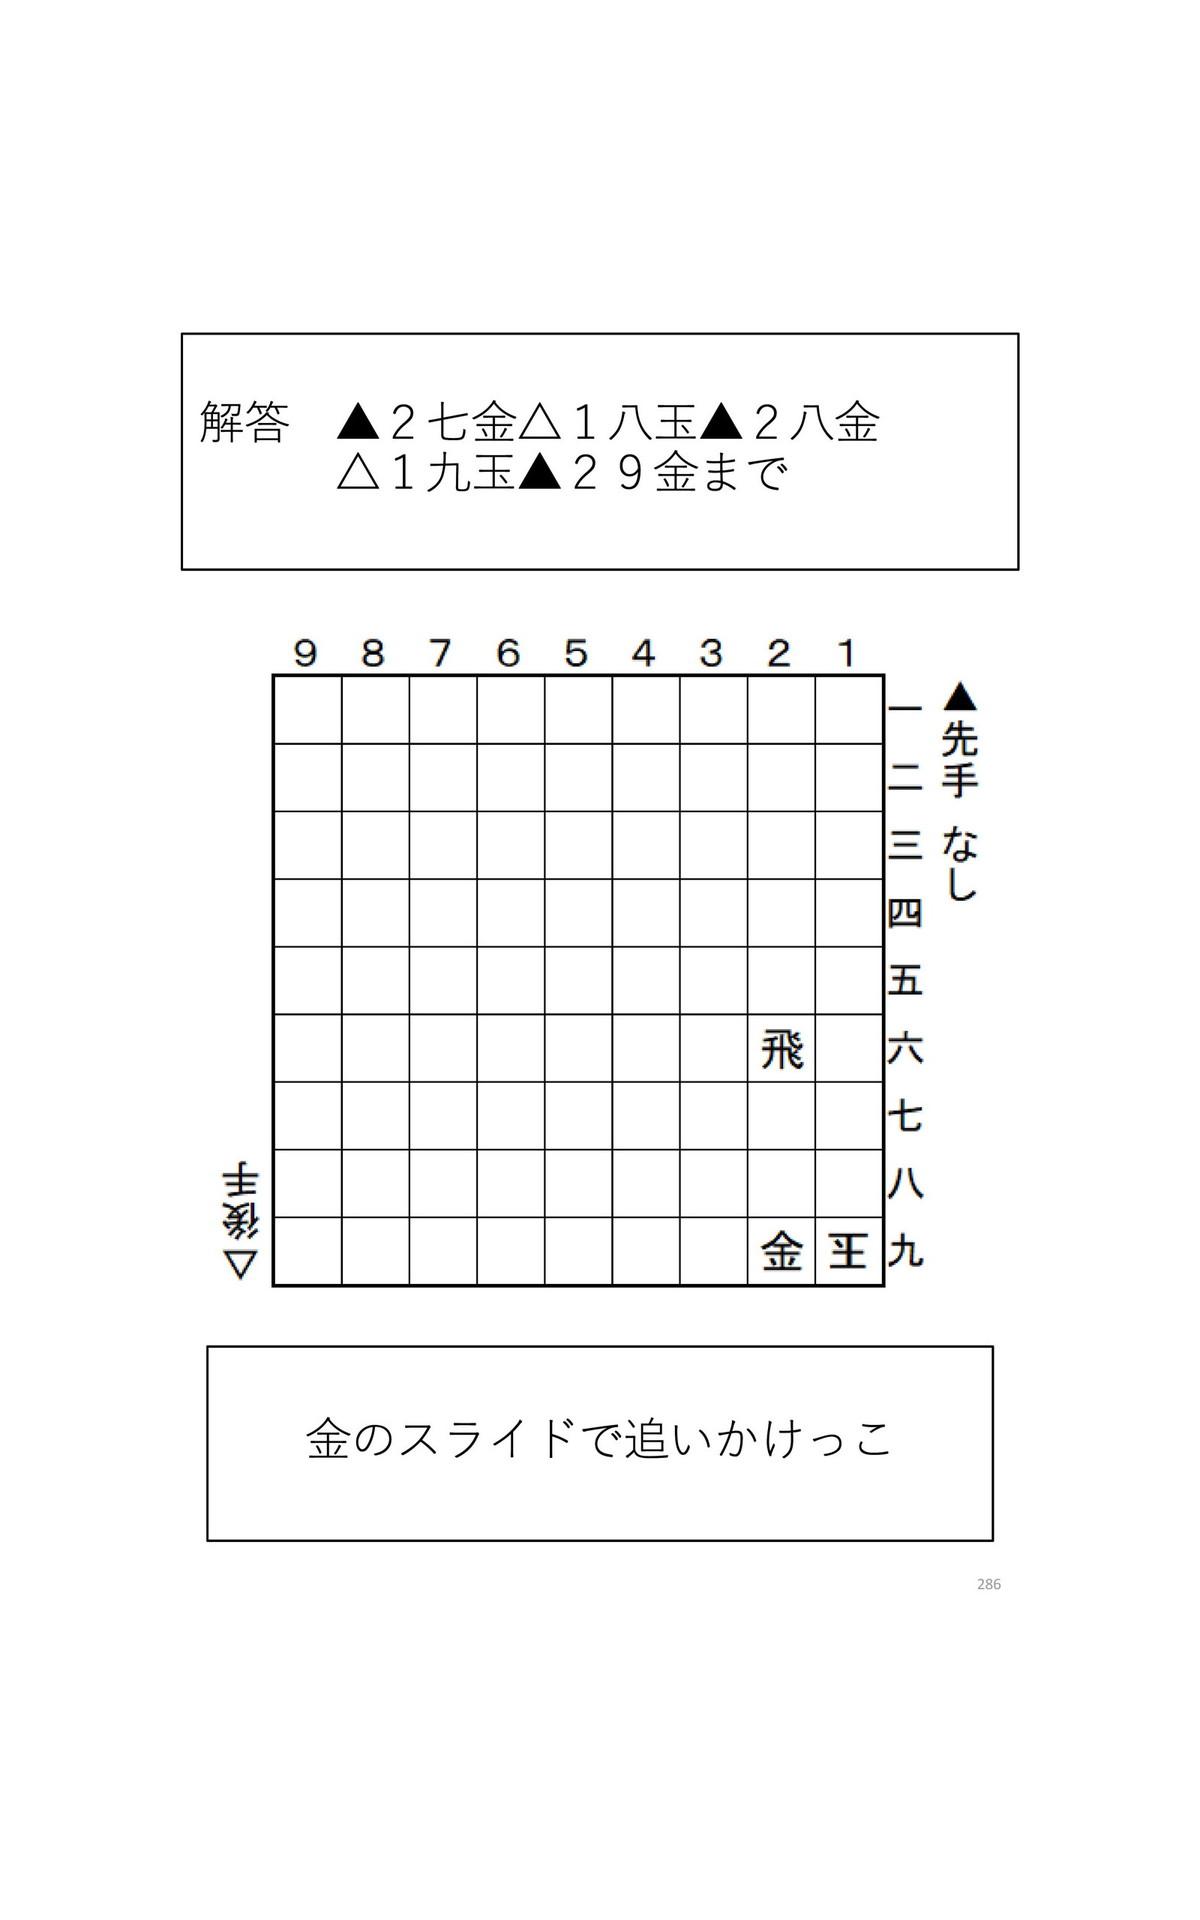 解答　▲２七金△１八玉▲２八金
△１九玉▲２９金まで
9 8 7 6 5 4 3 2 1
一
二
三
四
五
飛 六
七
八
金 王 九
▲先手 なし
△後手
金のスライドで追いかけっこ
286